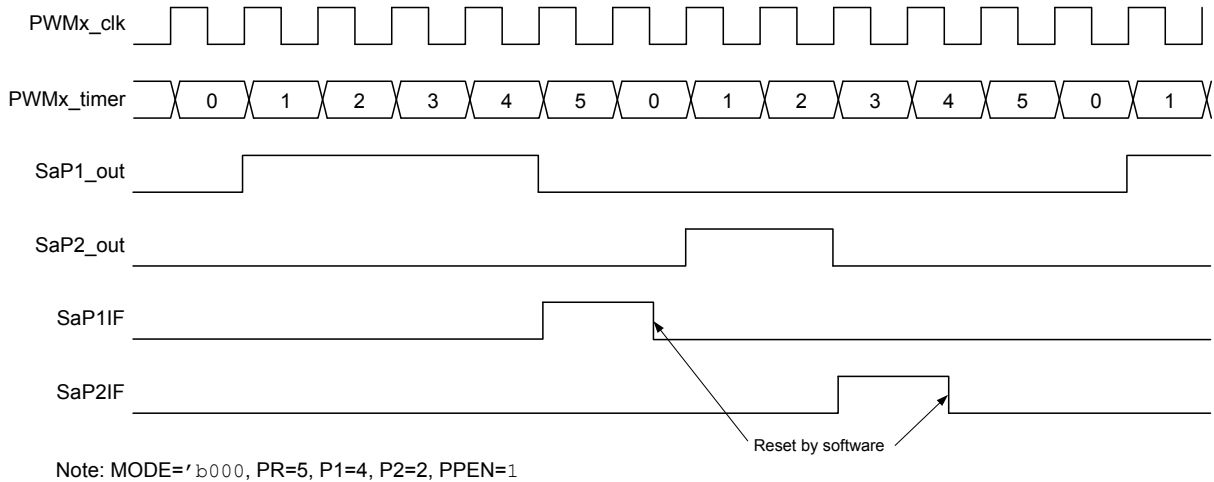 PWMx_clk
PWMx_timer 0 1 2 3 4 5 0 1 2 3 4 5 0 1
SaP1_out
SaP2_out
SaP1IF
SaP2IF
Reset by software
Note: MODE='b000, PR=5, P1=4, P2=2, PPEN=1